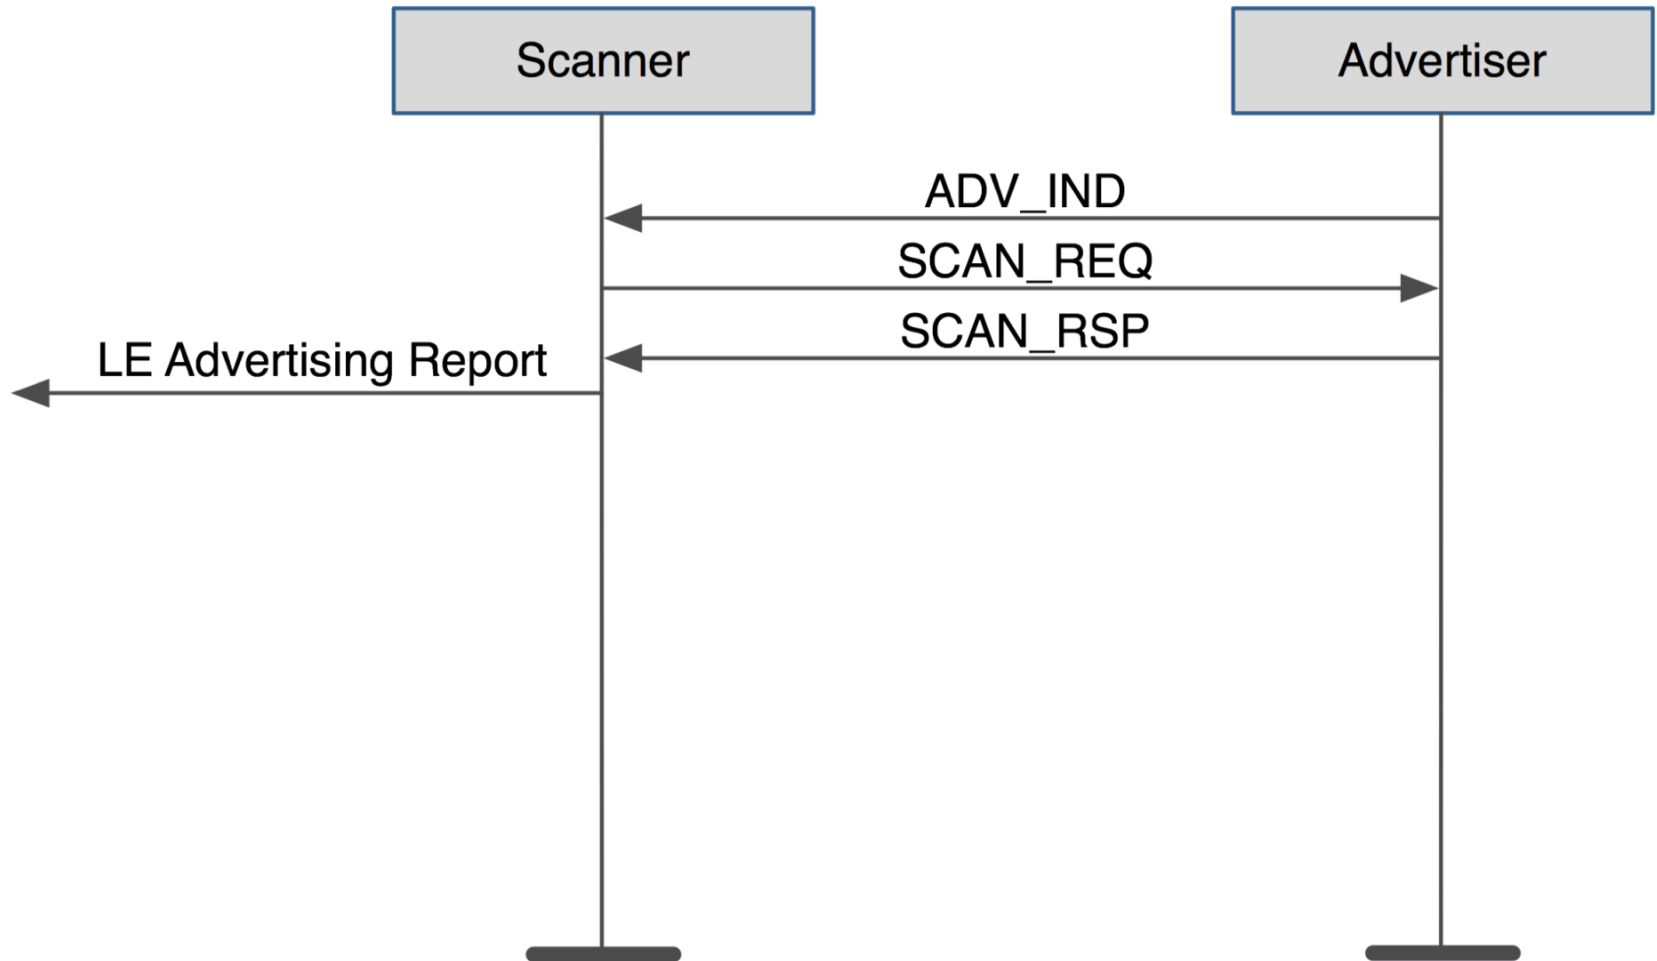 Scanner
Advertiser
ADV_IND
SCAN_REQ
SCAN_RSP
LE Advertising Report